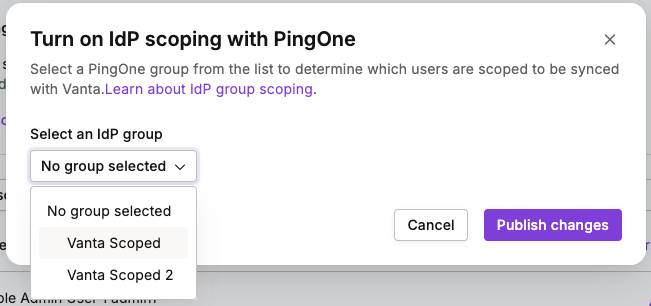 Turn on IdP scoping with PingOne
Select a PingOne group from the list to determine which users are scoped to be synced
with Vanta.Learn about IdP group scoping.
Select an IdP group
No group selected
No group selected
Vanta Scoped
Vanta Scoped 2
Cancel
Publish changes